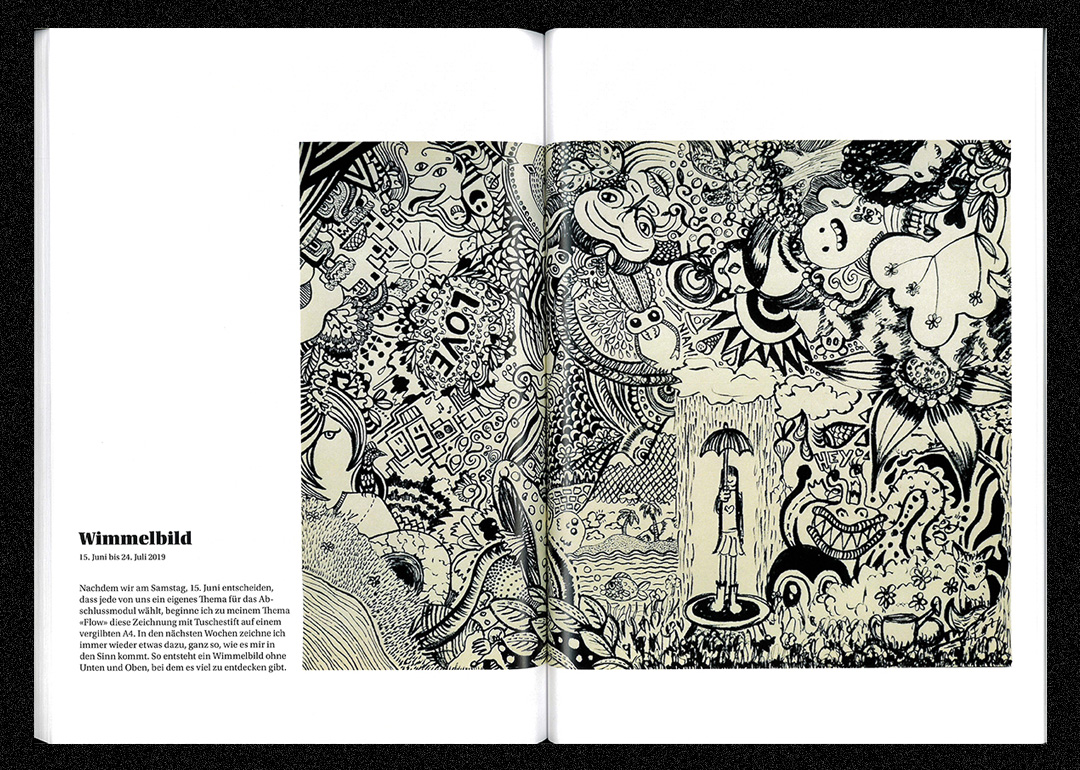 Wimmelbild
15. Juni bis 24. Juli 2019
Nachdem wir am Samstag, 15. Juni entscheiden,
dass jede von uns ein eigenes Thema für das Ab-
schlussmodul wählt, beginne ich zu meinem Thema
«Flow» diese Zeichnung mit Tuschestift auf einem
vergilbten A4. In den nächsten Wochen zeichne ich
immer wieder etwas dazu, ganz so, wie es mir in
den Sinn kommt. So entsteht ein Wimmelbild ohne
Unten und Oben, bei dem es viel zu entdecken gibt.
LOVE
HEY!